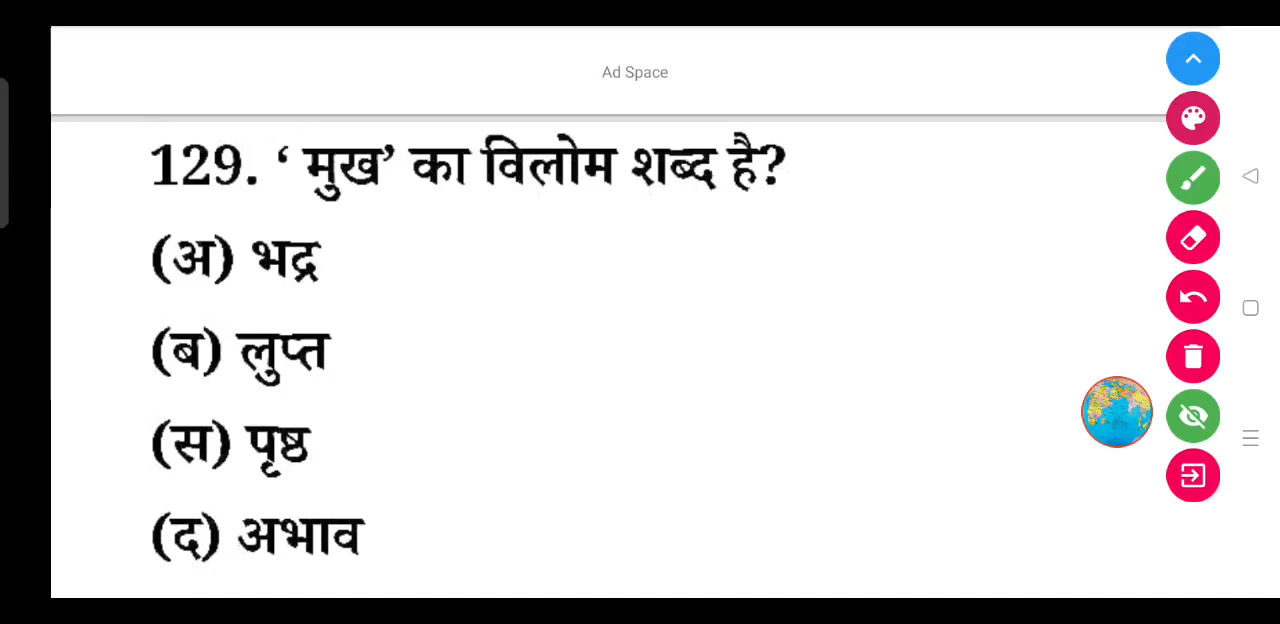 Ad Space
129. ‘ मुख’ का विलोम शब्द है?
(अ) भद्र
(ब) लुप्त
(स) पृष्ठ
(द) अभाव